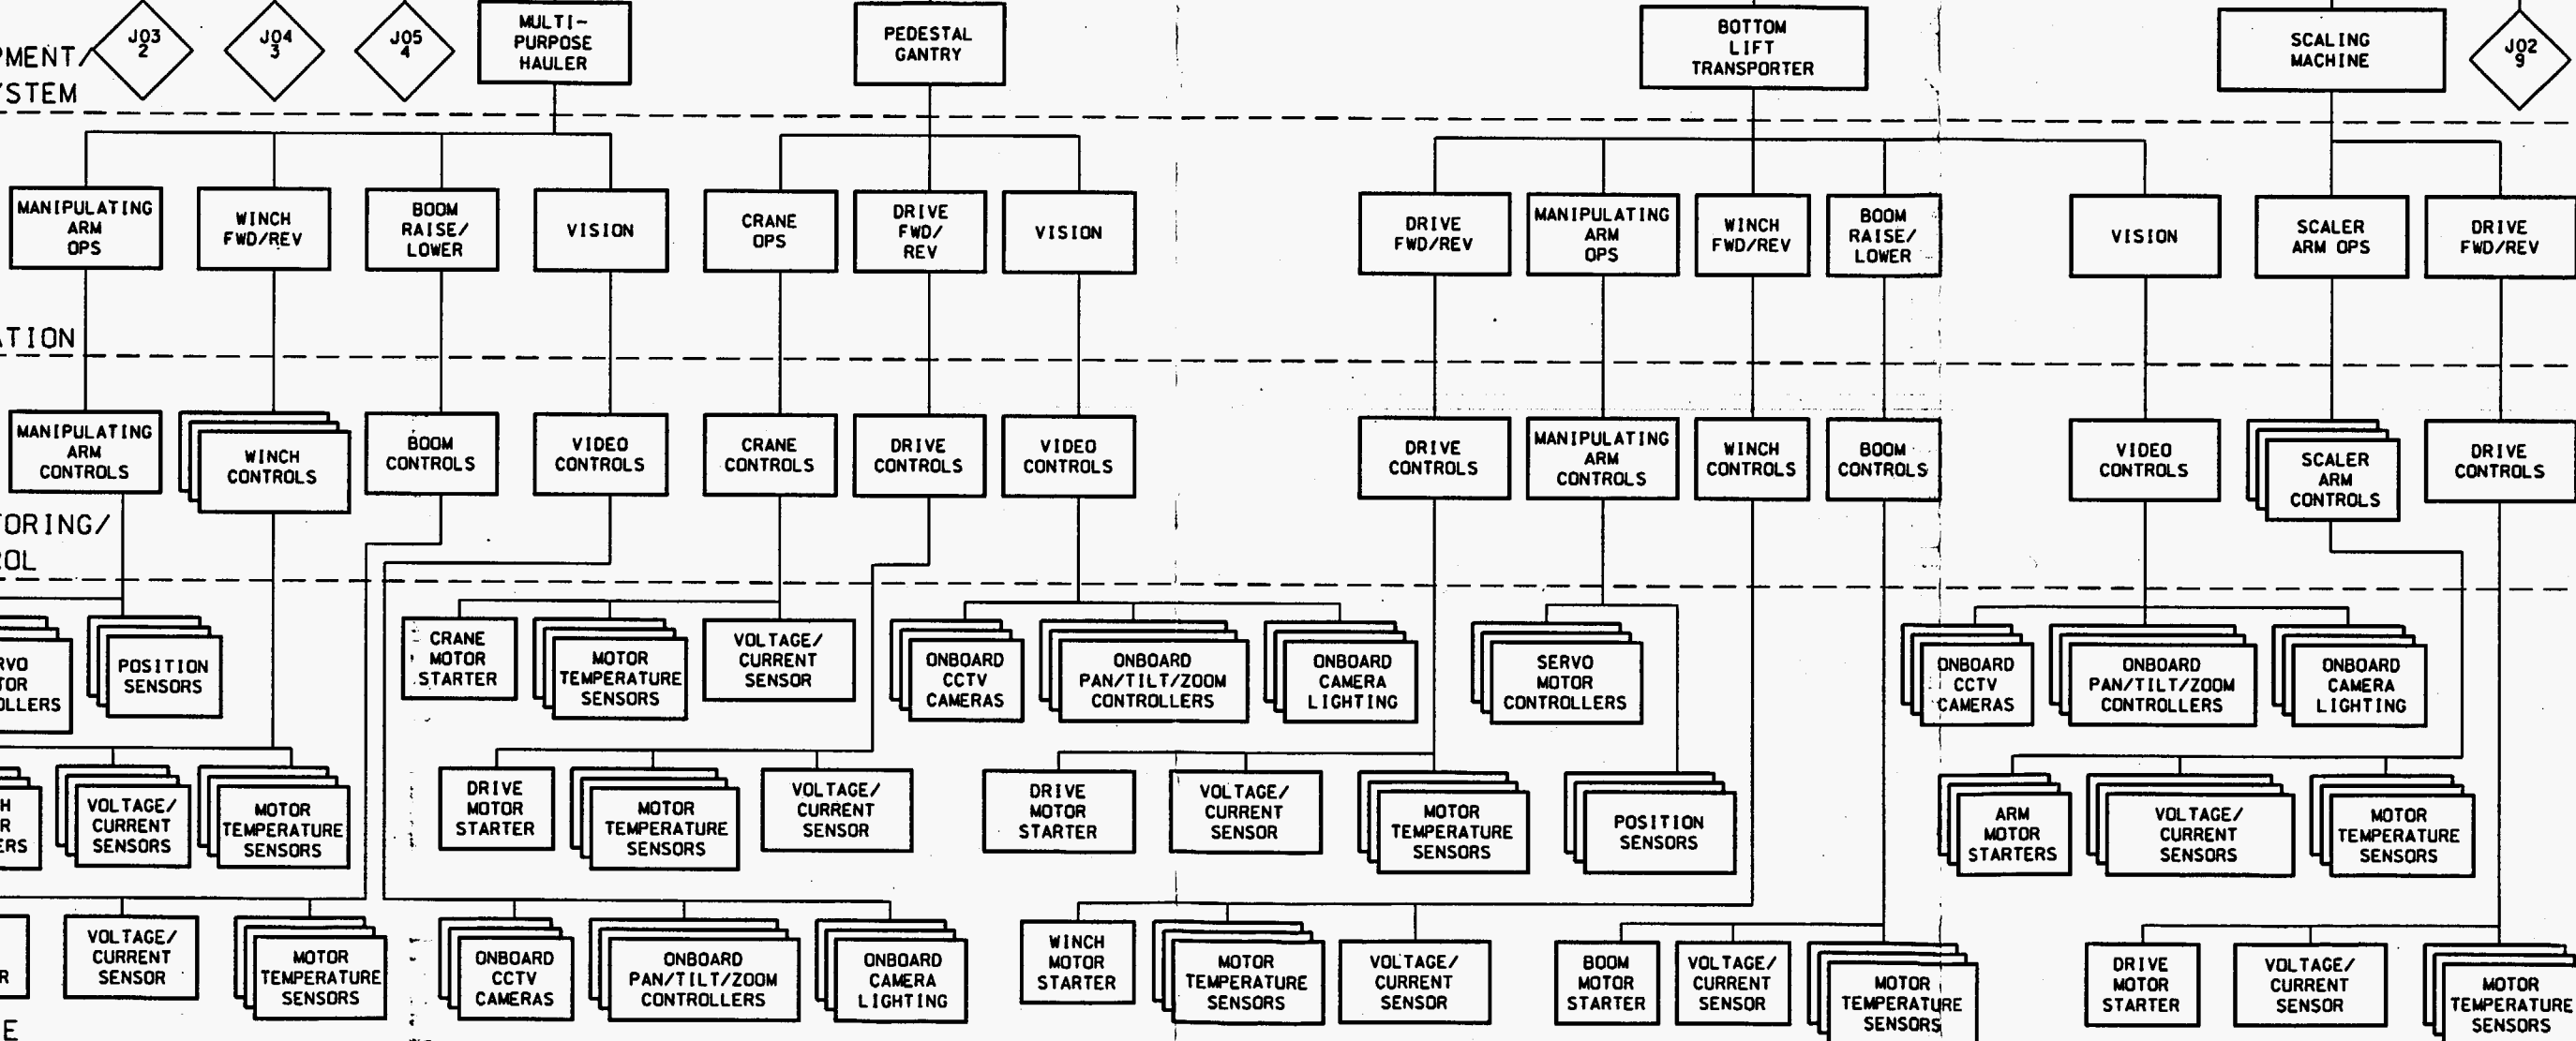 J03
2
J04
3
J05
4
MULTI-
PURPOSE
HAULER
PEDESTAL
GANTRY
BOTTOM
LIFT
TRANSPORTER
SCALING
MACHINE
J02
9
PMENT/
YSTEM
MANIPULATING
ARM
OPS
WINCH
FWD/REV
BOOM
RAISE/
LOWER
VISION
CRANE
OPS
DRIVE
FWD/
REV
VISION
DRIVE
FWD/REV
MANIPULATING
ARM
OPS
WINCH
FWD/REV
BOOM
RAISE/
LOWER
VISION
SCALER
ARM OPS
DRIVE
FWD/REV
ATION
MANIPULATING
ARM
CONTROLS
WINCH
CONTROLS
BOOM
CONTROLS
VIDEO
CONTROLS
CRANE
CONTROLS
DRIVE
CONTROLS
VIDEO
CONTROLS
DRIVE
CONTROLS
MANIPULATING
ARM
CONTROLS
WINCH
CONTROLS
BOOM
CONTROLS
VIDEO
CONTROLS
SCALER
ARM
CONTROLS
DRIVE
CONTROLS
TORING/
ROL
RVO
TOR
OLLERS
POSITION
SENSORS
CRANE
MOTOR
STARTER
MOTOR
TEMPERATURE
SENSORS
VOLTAGE/
CURRENT
SENSOR
ONBOARD
CCTV
CAMERAS
ONBOARD
PAN/TILT/ZOOM
CONTROLLERS
ONBOARD
CAMERA
LIGHTING
SERVO
MOTOR
CONTROLLERS
ONBOARD
CCTV
CAMERAS
ONBOARD
PAN/TILT/ZOOM
CONTROLLERS
ONBOARD
CAMERA
LIGHTING
H
R
ERS
VOLTAGE/
CURRENT
SENSORS
MOTOR
TEMPERATURE
SENSORS
DRIVE
MOTOR
STARTER
MOTOR
TEMPERATURE
SENSORS
VOLTAGE/
CURRENT
SENSOR
DRIVE
MOTOR
STARTER
VOLTAGE/
CURRENT
SENSOR
MOTOR
TEMPERATURE
SENSORS
POSITION
SENSORS
ARM
MOTOR
STARTERS
VOLTAGE/
CURRENT
SENSORS
MOTOR
TEMPERATURE
SENSORS
R
VOLTAGE/
CURRENT
SENSOR
MOTOR
TEMPERATURE
SENSORS
ONBOARD
CCTV
CAMERAS
ONBOARD
PAN/TILT/ZOOM
CONTROLLERS
ONBOARD
CAMERA
LIGHTING
WINCH
MOTOR
STARTER
MOTOR
TEMPERATURE
SENSORS
VOLTAGE/
CURRENT
SENSOR
BOOM
MOTOR
STARTER
VOLTAGE/
CURRENT
SENSOR
MOTOR
TEMPERATURE
SENSORS
DRIVE
MOTOR
STARTER
VOLTAGE/
CURRENT
SENSOR
MOTOR
TEMPERATURE
SENSORS
E